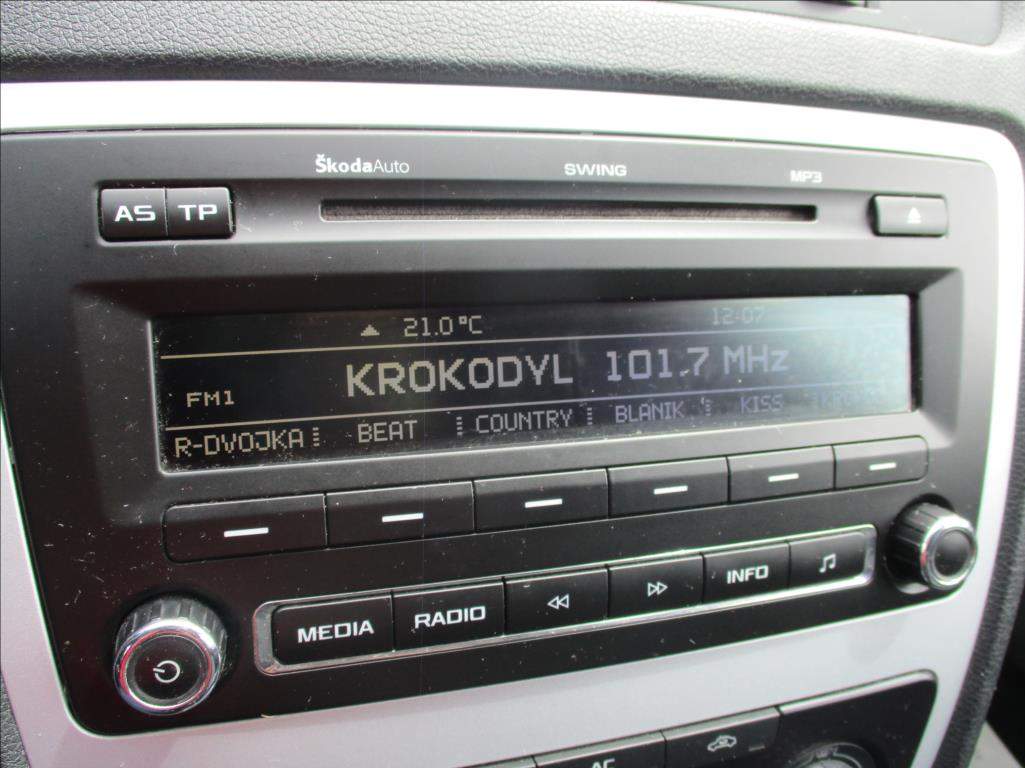 ŠkodaAuto SWING MP3
AS TP
21.0°C 12:07
FM1 KROKODYL 101.7 MHz
R-DVOJKA BEAT COUNTRY BLANIK KISS
MEDIA RADIO INFO
AC